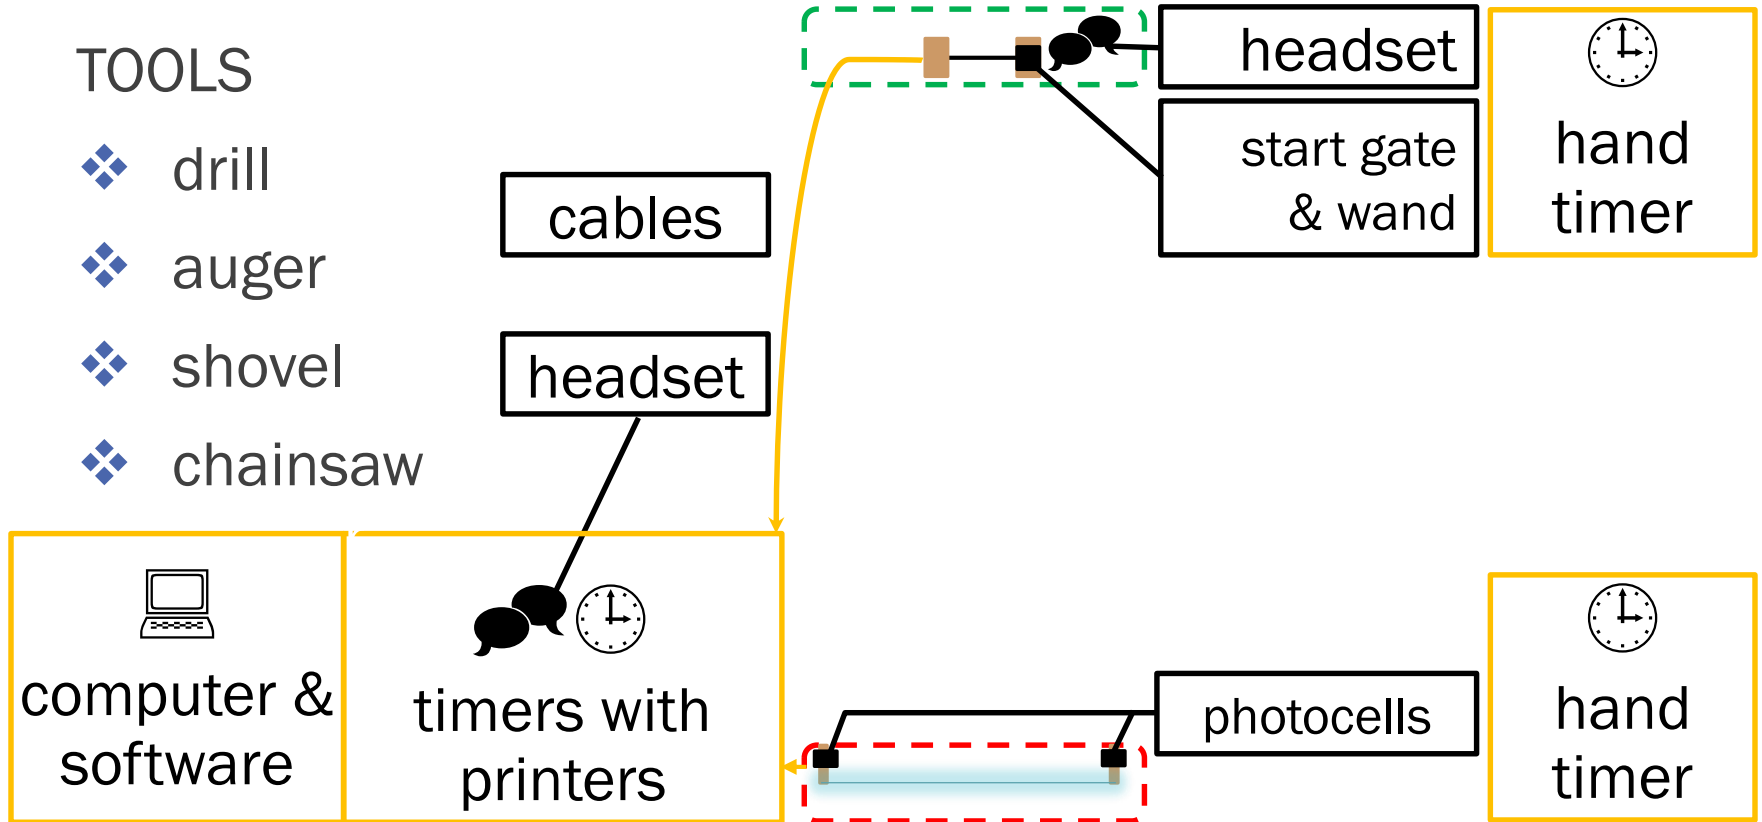 TOOLS
drill
auger
shovel
chainsaw
cables
headset
headset
start gate
& wand
hand
timer
computer &
software
timers with
printers
photocells
hand
timer